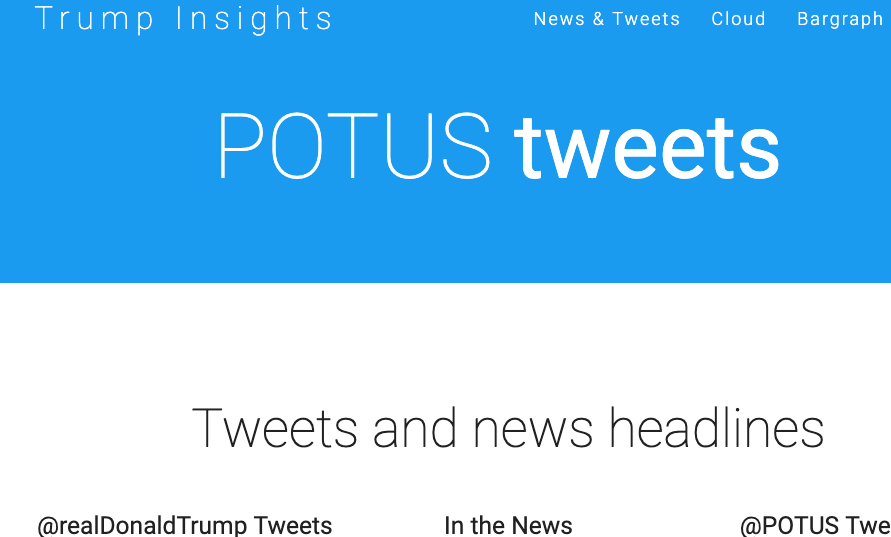 Trump Insights
News & Tweets Cloud Bargraph
POTUS tweets
Tweets and news headlines
@realDonaldTrump Tweets
In the News
@POTUS Twe